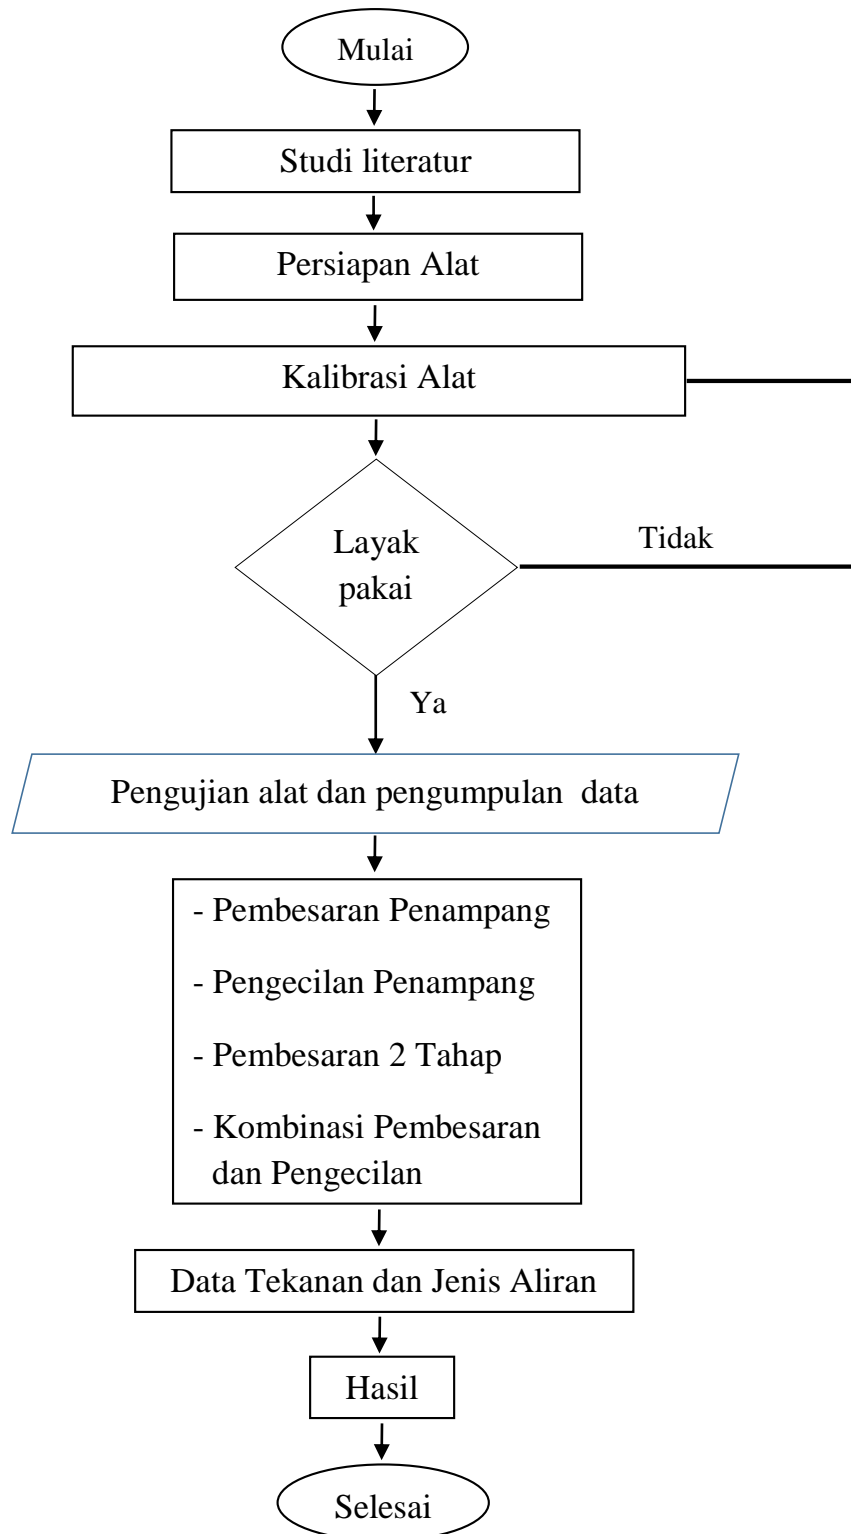 Mulai
Studi literatur
Persiapan Alat
Kalibrasi Alat
Layak
pakai
Tidak
Ya
Pengujian alat dan pengumpulan  data
- Pembesaran Penampang
- Pengecilan Penampang
- Pembesaran 2 Tahap
- Kombinasi Pembesaran
dan Pengecilan
Data Tekanan dan Jenis Aliran
Hasil
Selesai